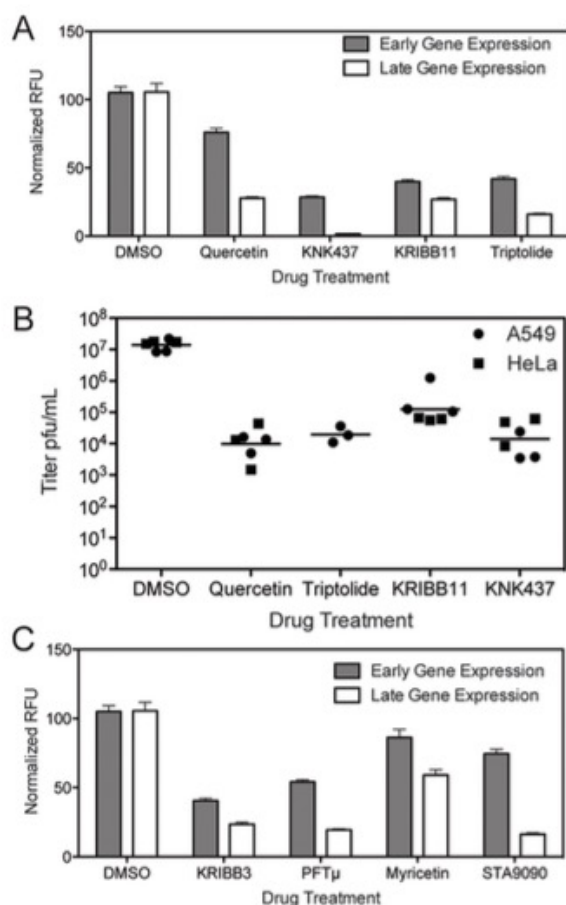 A
150
100
50
0
Normalized RFU
Early Gene Expression
Late Gene Expression
DMSO Quercetin KNK437 KRIBB11 Triptolide
Drug Treatment
B
10⁸
10⁷
10⁶
10⁵
10⁴
10³
10²
10¹
10⁰
Titer pfu/mL
A549
HeLa
DMSO Quercetin Triptolide KRIBB11 KNK437
Drug Treatment
C
150
100
50
0
Normalized RFU
Early Gene Expression
Late Gene Expression
DMSO KRIBB3 PFTμ Myricetin STA9090
Drug Treatment